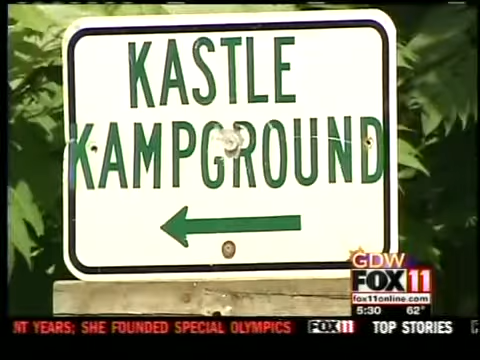 KASTLE
KAMPGROUND
GDW
FOX 11
fox11online.com
5:30 62°
NT YEARS; SHE FOUNDED SPECIAL OLYMPICS FOX 11 TOP STORIES